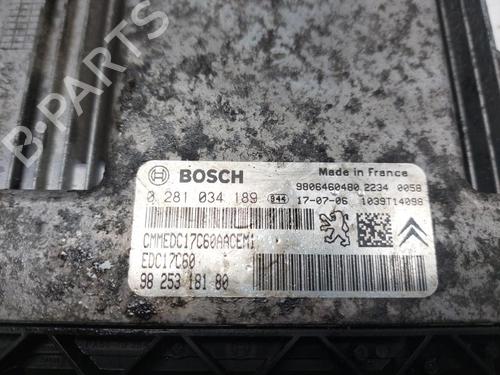 B-PARTS
BOSCH
Made in France
0 281 034 189 944 17-07-06
9806460480 2234 0058
1039T14098
CMMEDC17C60AACEM1
EDC17C60
98 253 181 80